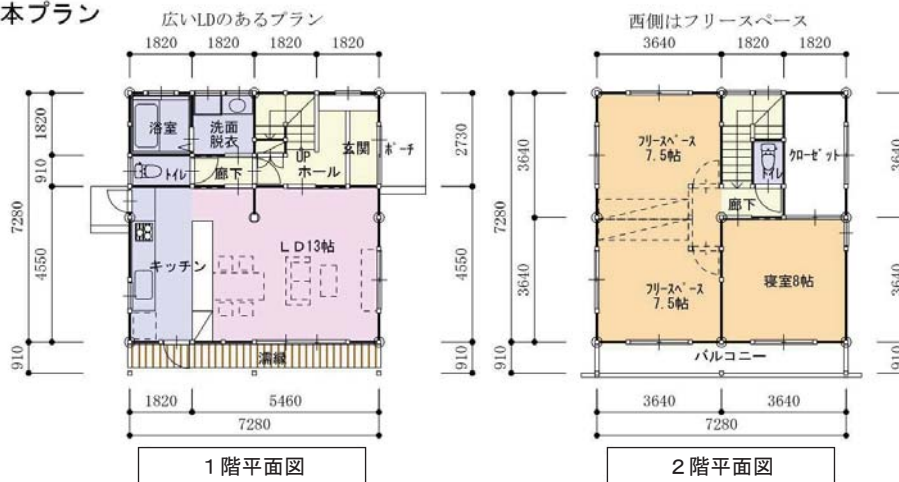 本プラン
広いLDのあるプラン
1820 1820 1820 1820
1820
910
7280
4550
910
2730
4550
910
浴室
洗面
脱衣
UP
玄関
ポーチ
トイレ
廊下
ホール
キッチン
LD13帖
濡縁
1820 5460
7280
1階平面図
西側はフリースペース
3640 1820 1820
3640
7280
3640
910
フリースペース
7.5帖
クローゼット
トイレ
廊下
フリースペース
7.5帖
寝室8帖
バルコニー
3640
3640
910
3640 3640
7280
2階平面図